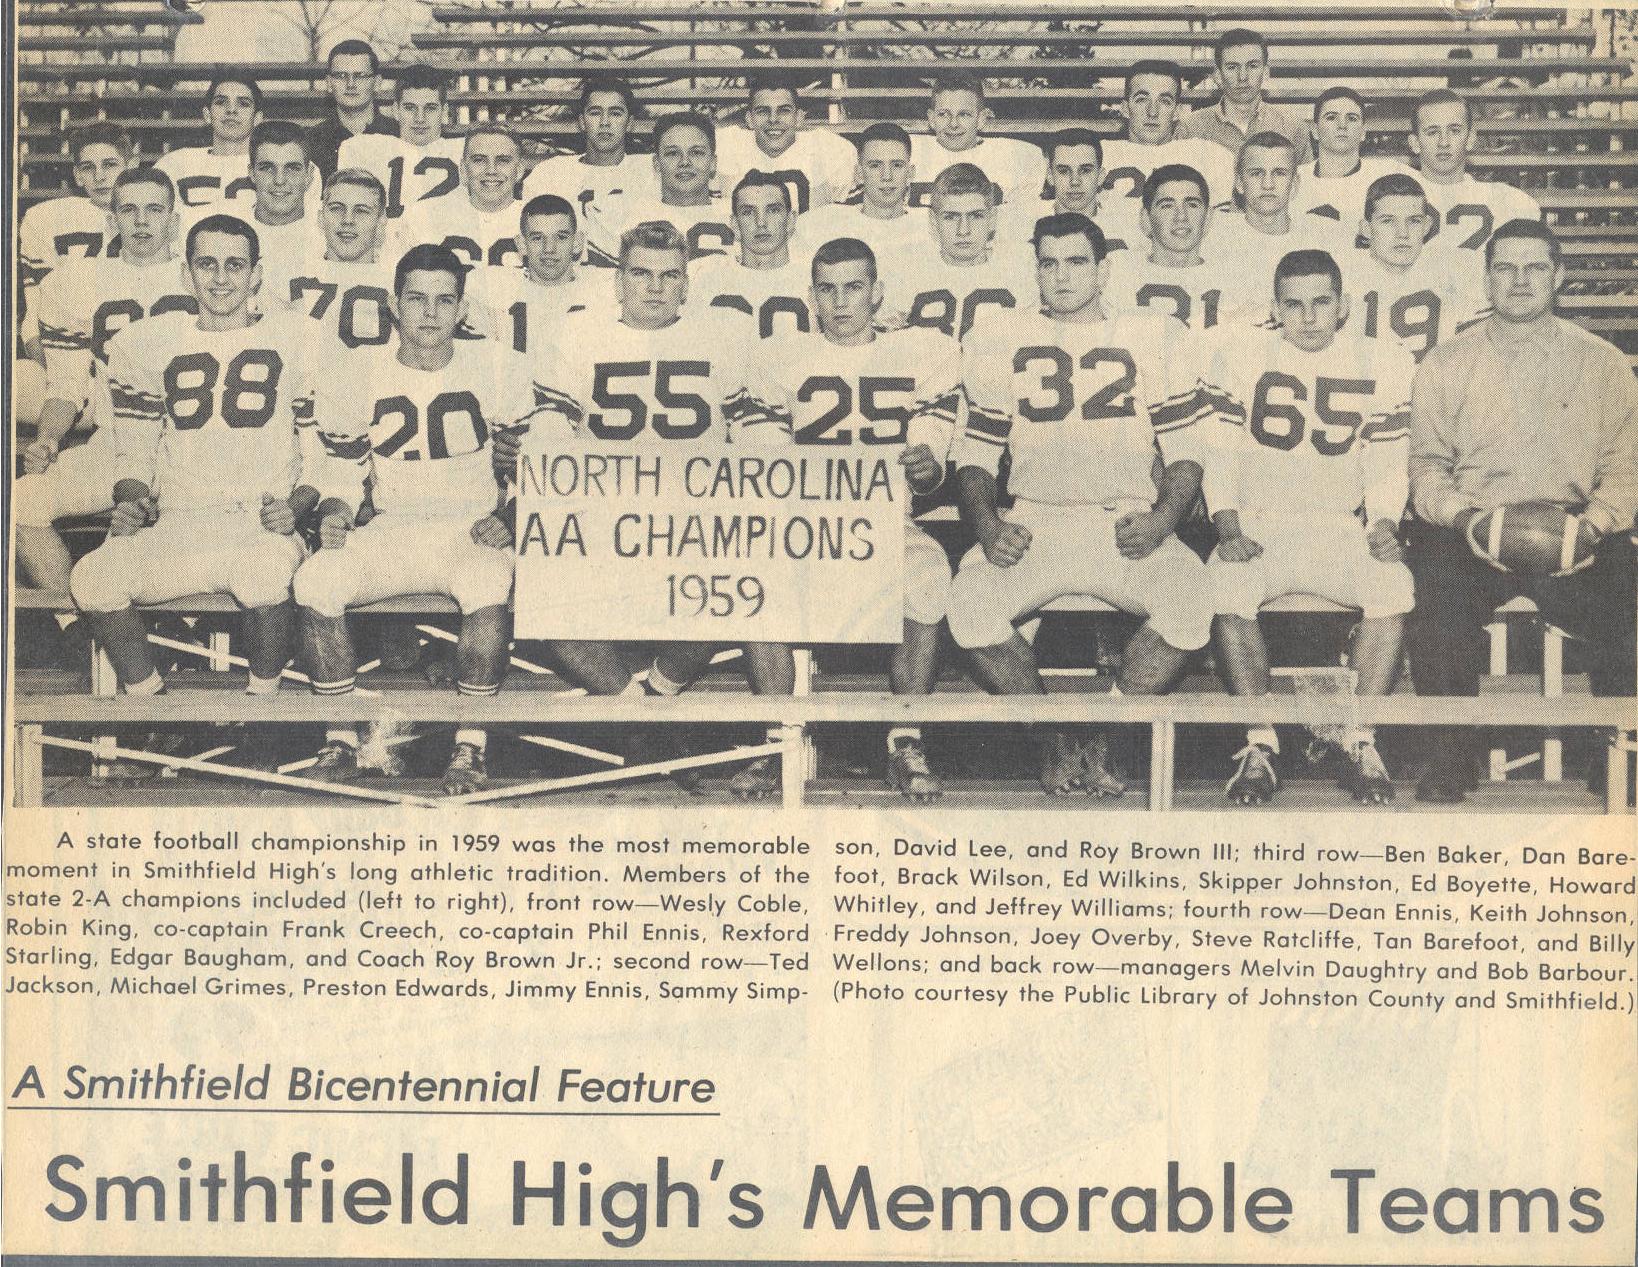 12
70
19
88
20
55
25
32
65
NORTH CAROLINA
AA CHAMPIONS
1959
A state football championship in 1959 was the most memorable
moment in Smithfield High's long athletic tradition. Members of the
state 2-A champions included (left to right), front row—Wesly Coble,
Robin King, co-captain Frank Creech, co-captain Phil Ennis, Rexford
Starling, Edgar Baugham, and Coach Roy Brown Jr.; second row—Ted
Jackson, Michael Grimes, Preston Edwards, Jimmy Ennis, Sammy Simp-
son, David Lee, and Roy Brown III; third row—Ben Baker, Dan Bare-
foot, Brack Wilson, Ed Wilkins, Skipper Johnston, Ed Boyette, Howard
Whitley, and Jeffrey Williams; fourth row—Dean Ennis, Keith Johnson,
Freddy Johnson, Joey Overby, Steve Ratcliffe, Tan Barefoot, and Billy
Wellons; and back row—managers Melvin Daughtry and Bob Barbour.
(Photo courtesy the Public Library of Johnston County and Smithfield.)
A Smithfield Bicentennial Feature
Smithfield High's Memorable Teams